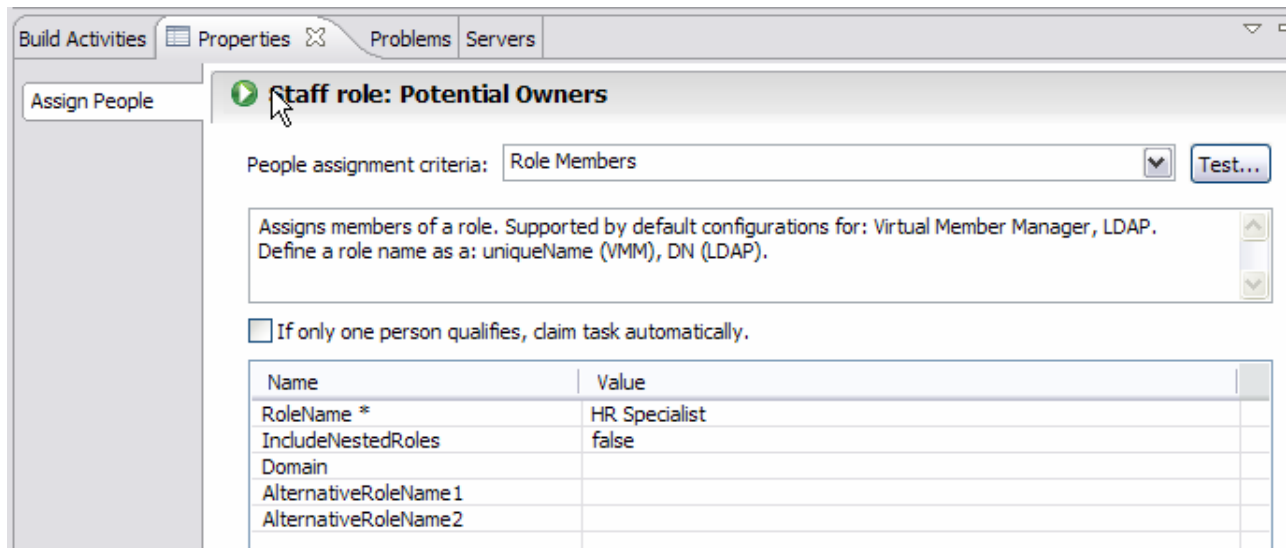 Build Activities Properties Problems Servers
Assign People
Staff role: Potential Owners
People assignment criteria: Role Members Test...
Assigns members of a role. Supported by default configurations for: Virtual Member Manager, LDAP.
Define a role name as a: uniqueName (VMM), DN (LDAP).
If only one person qualifies, claim task automatically.
Name Value
RoleName * HR Specialist
IncludeNestedRoles false
Domain
AlternativeRoleName1
AlternativeRoleName2